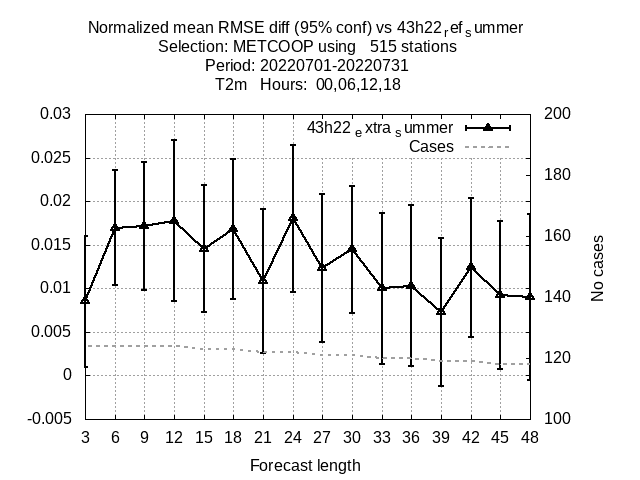 Normalized mean RMSE diff (95% conf) vs 43h22refsummer
Selection: METCOOP using 515 stations
Period: 20220701-20220731
T2m Hours: 00,06,12,18
0.03 200
43h22extrasummer
Cases
0.025 180
0.02
0.015 160
0.01 140
0.005 120
0
-0.005 100
3 6 9 12 15 18 21 24 27 30 33 36 39 42 45 48
Forecast length
No cases